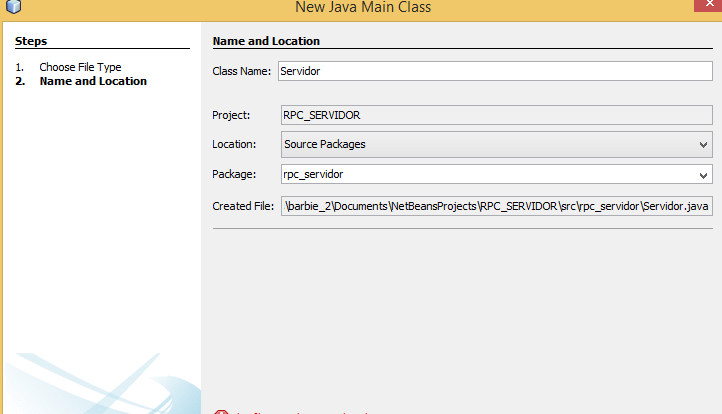 New Java Main Class
Steps
1. Choose File Type
2. Name and Location
Name and Location
Class Name: Servidor
Project: RPC_SERVIDOR
Location: Source Packages
Package: rpc_servidor
Created File: \barbie_2\Documents\NetBeansProjects\RPC_SERVIDOR\src\rpc_servidor\Servidor.java